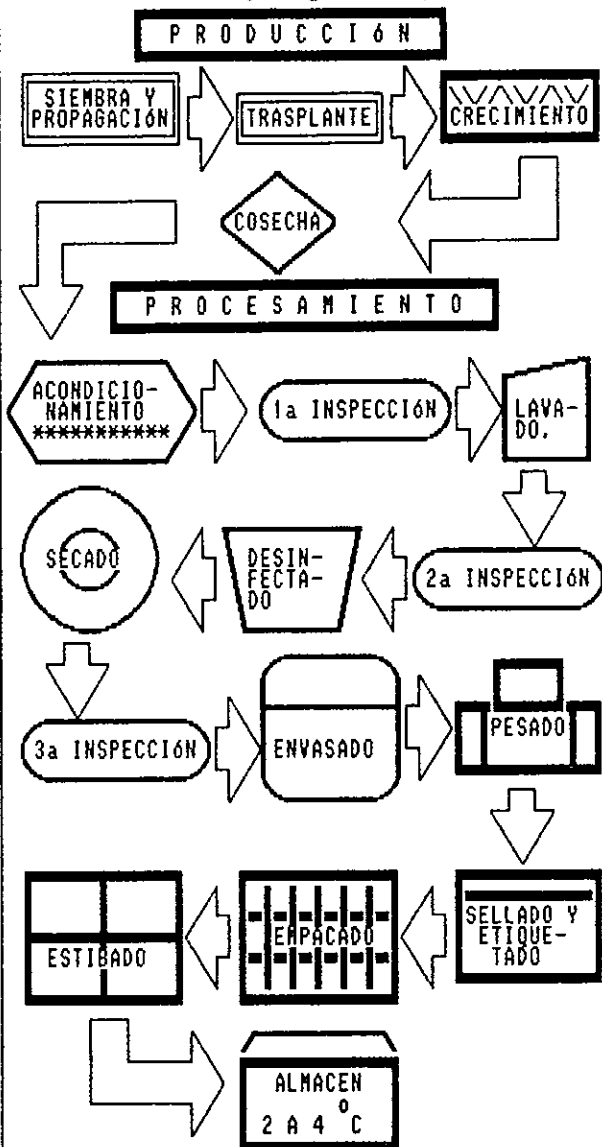 PRODUCCIóN
SIEMBRA Y
PROPAGACIóN
TRASPLANTE
CRECIMIENTO
COSECHA
PROCESAMIENTO
ACONDICIO-
NAMIENTO
***********
1a INSPECCIóN
LAVA-
DO.
2a INSPECCIóN
DESIN-
FECTA-
DO
SECADO
3a INSPECCIóN
ENVASADO
PESADO
SELLADO Y
ETIQUE-
TADO
EMPACADO
ESTIBADO
ALMACEN
2 A 4 °C